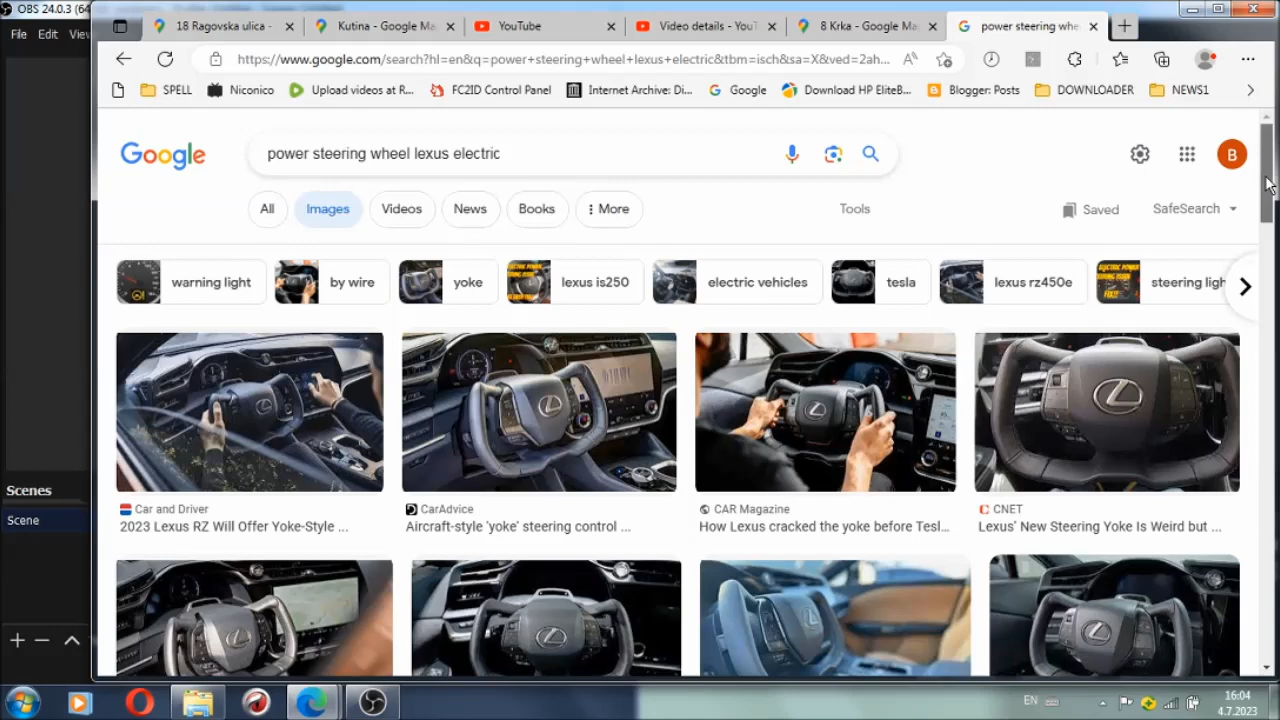 OBS 24.0.3 (64
18 Ragovska ulica -
Kutina - Google Ma
YouTube
Video details - YouT
8 Krka - Google Ma
power steering whe
File Edit View
https://www.google.com/search?hl=en&q=power+steering+wheel+lexus+electric&tbm=isch&sa=X&ved=2ah...
SPELL
Niconico
Upload videos at R...
FC2ID Control Panel
Internet Archive: Di...
Google
Download HP EliteB...
Blogger: Posts
DOWNLOADER
NEWS1
Google
power steering wheel lexus electric
B
All
Images
Videos
News
Books
More
Tools
Saved
SafeSearch
warning light
by wire
yoke
lexus is250
electric vehicles
tesla
lexus rz450e
steering ligh
Car and Driver
2023 Lexus RZ Will Offer Yoke-Style ...
CarAdvice
Aircraft-style 'yoke' steering control ...
CAR Magazine
How Lexus cracked the yoke before Tesl...
CNET
Lexus' New Steering Yoke Is Weird but ...
Scenes
Scene
EN
16:04
4.7.2023